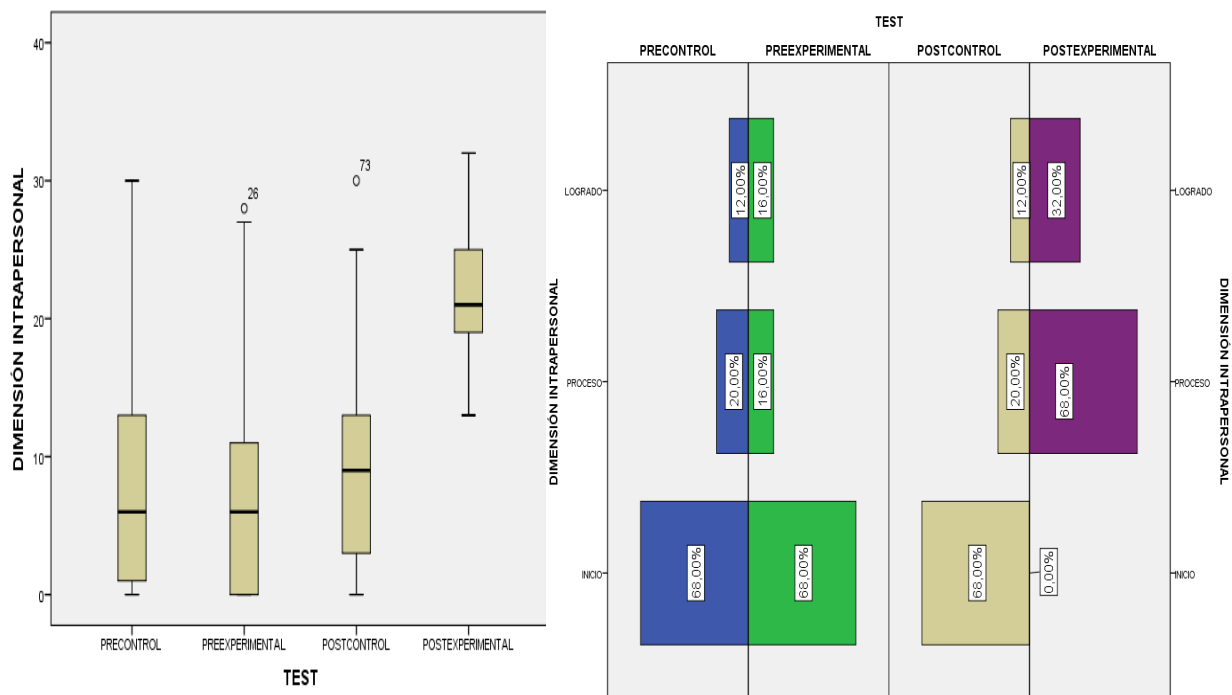 DIMENSIÓN INTRAPERSONAL
40
30
20
10
0
26
73
PRECONTROL
PREEXPERIMENTAL
POSTCONTROL
POSTEXPERIMENTAL
TEST
TEST
PRECONTROL
PREEXPERIMENTAL
POSTCONTROL
POSTEXPERIMENTAL
DIMENSIÓN INTRAPERSONAL
LOGRADO
12,00%
16,00%
12,00%
32,00%
LOGRADO
PROCESO
20,00%
16,00%
20,00%
68,00%
PROCESO
INICIO
68,00%
68,00%
68,00%
0,00%
INICIO
DIMENSIÓN INTRAPERSONAL